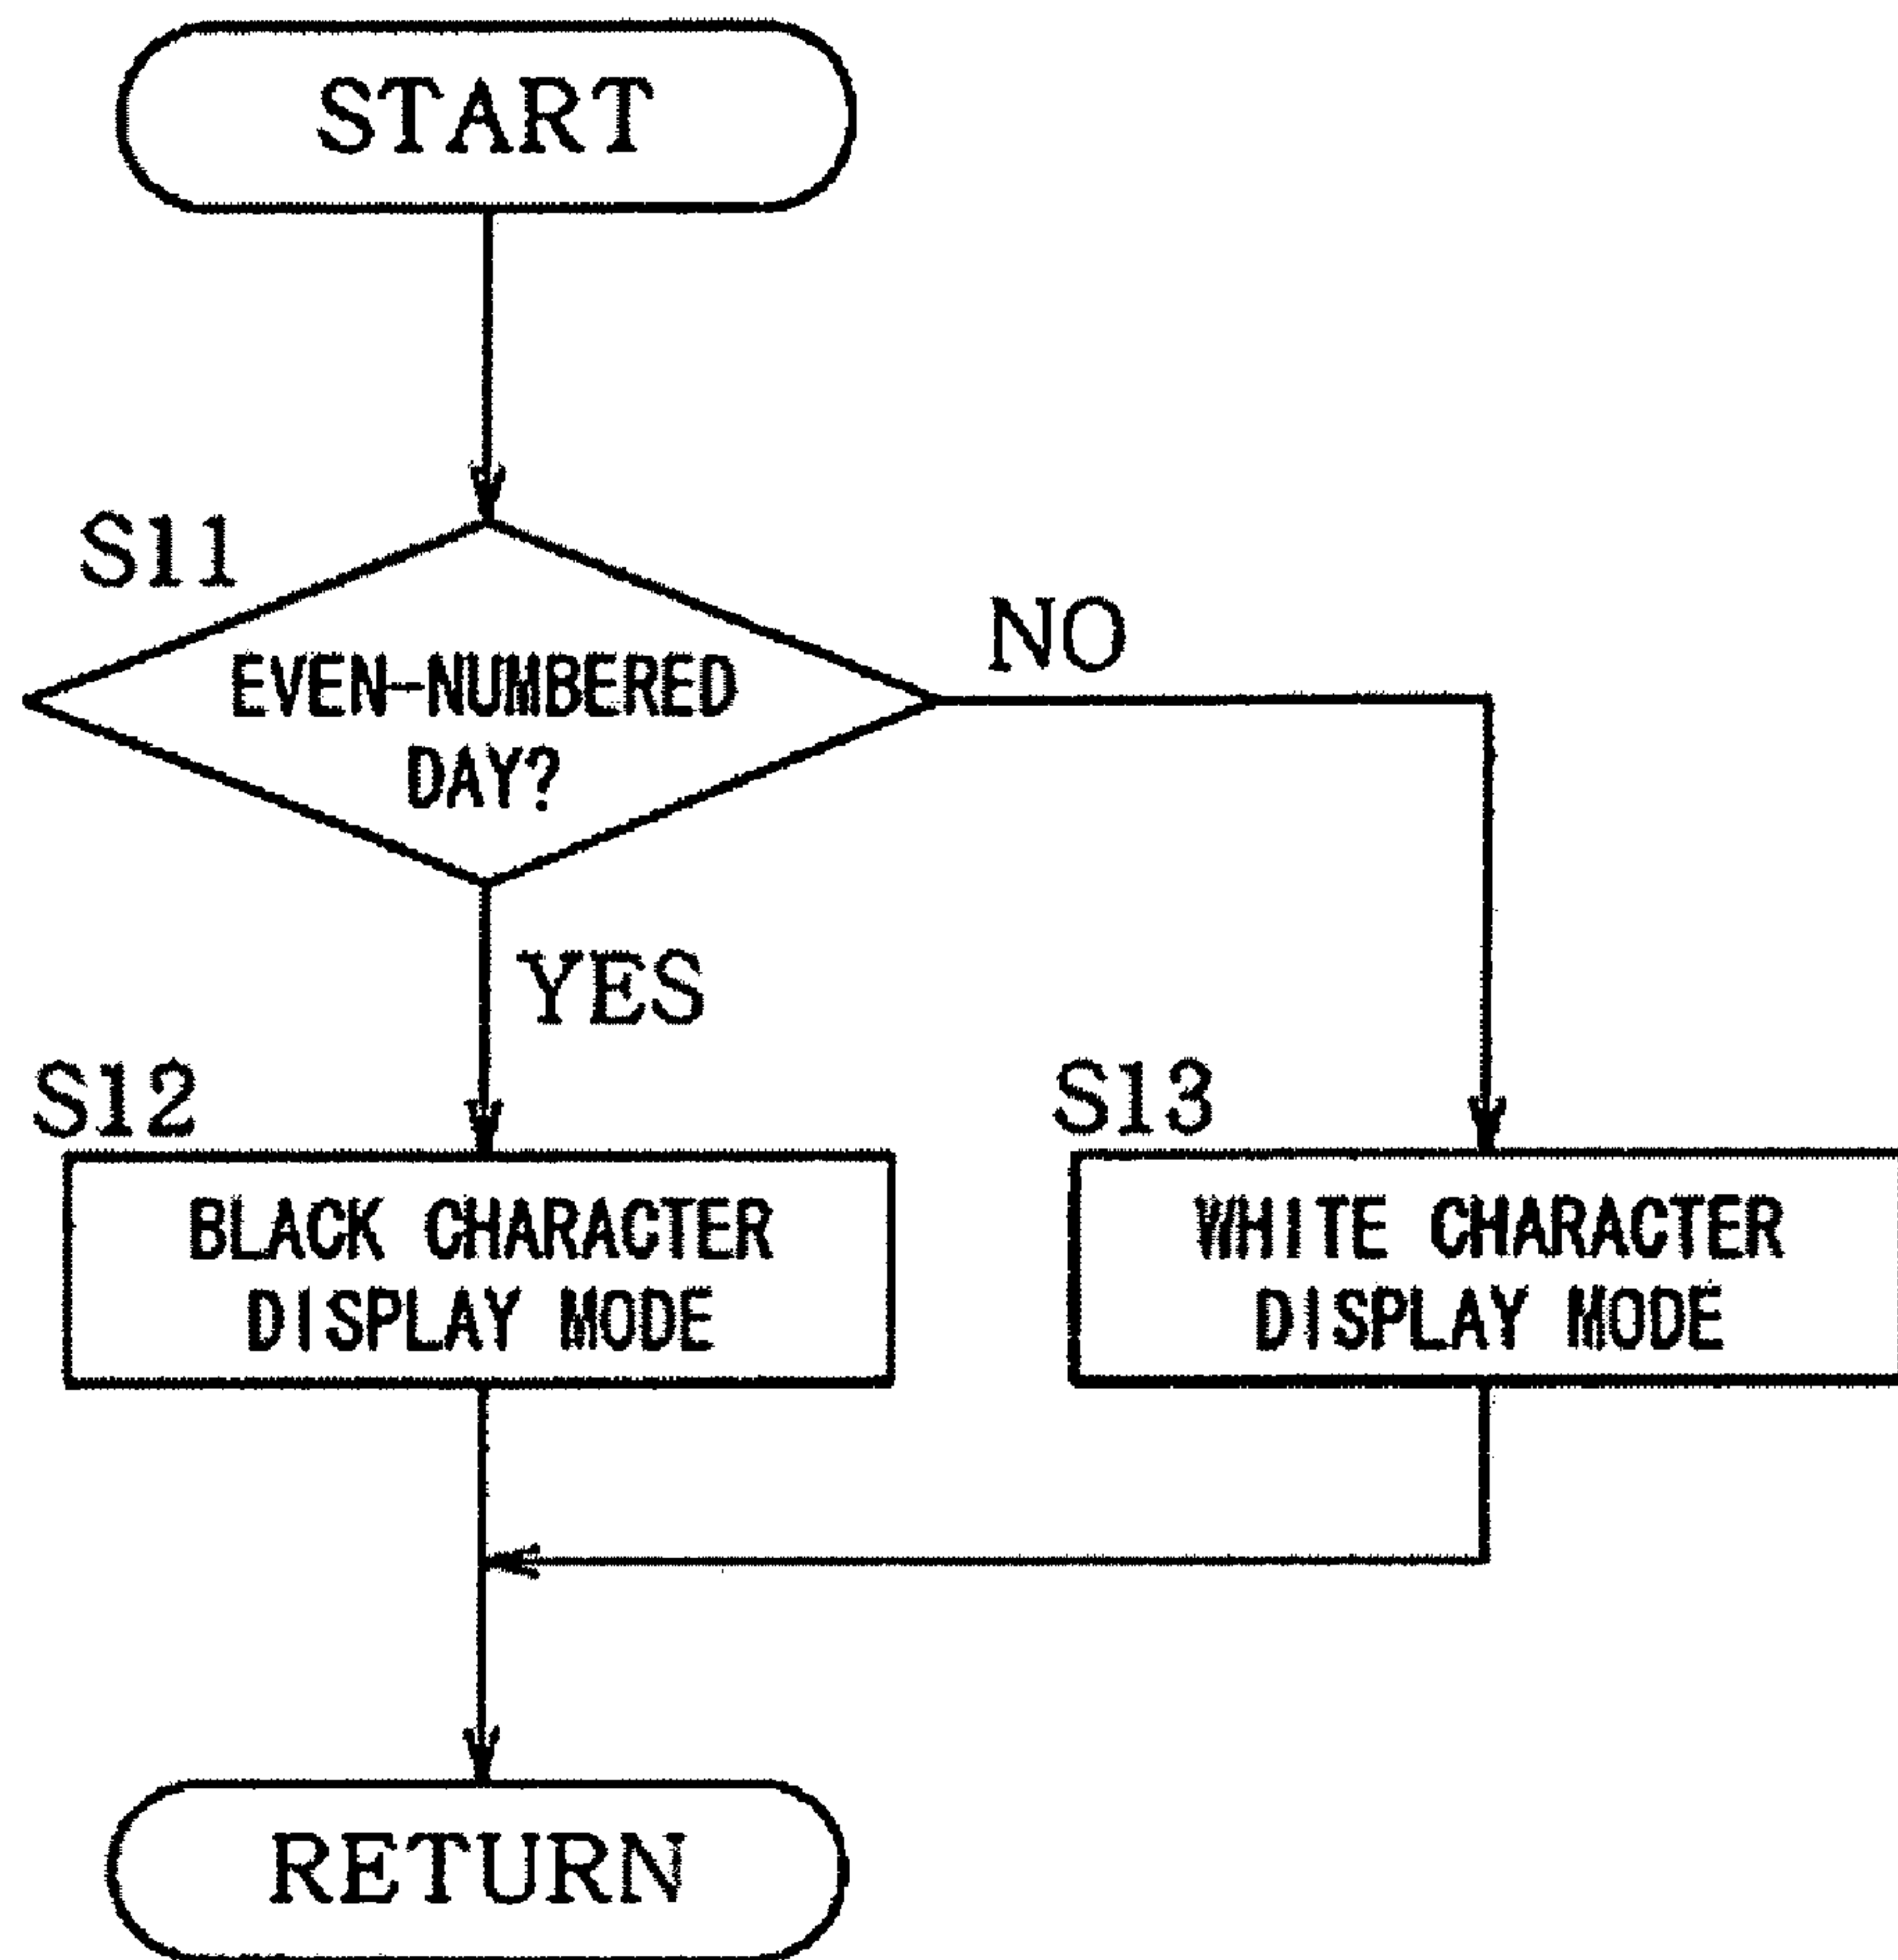 START
S11
NO
EVEN-NUMBERED
DAY?
YES
S12
S13
BLACK CHARACTER
DISPLAY MODE
WHITE CHARACTER
DISPLAY MODE
RETURN